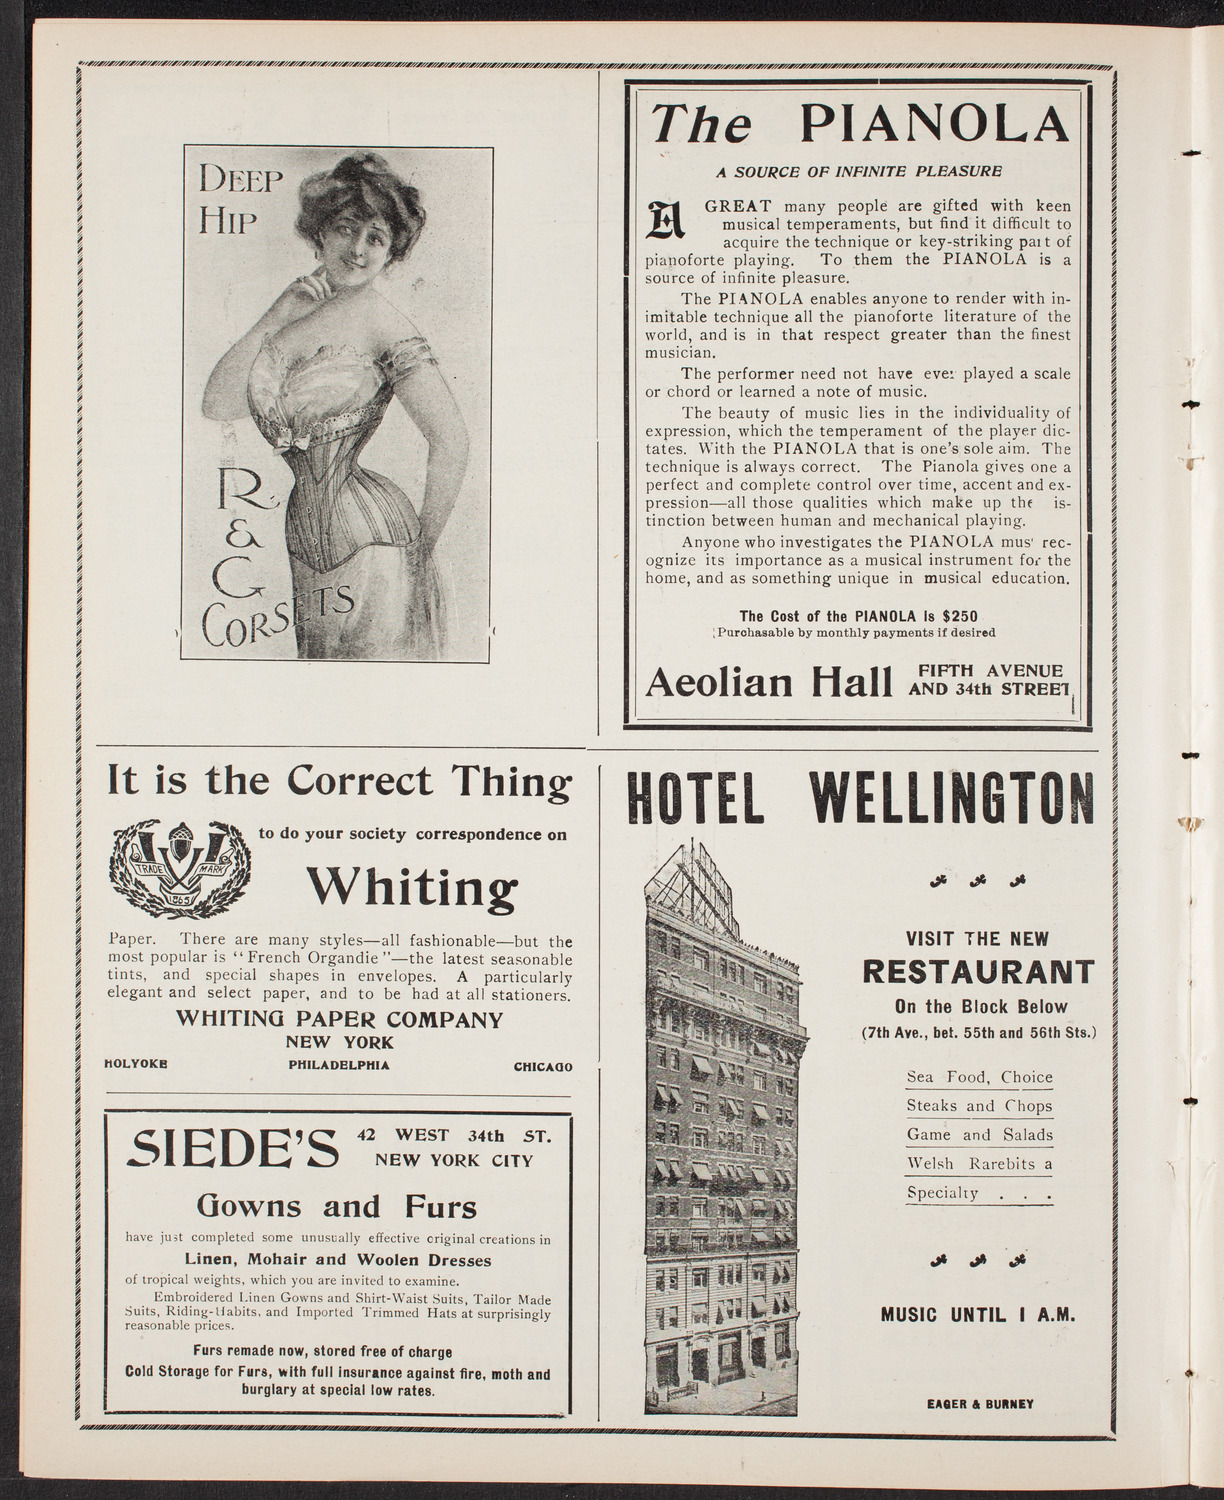 DEEP
HIP
R
&
G
CORSETS
The PIANOLA
A SOURCE OF INFINITE PLEASURE
A GREAT many people are gifted with keen
musical temperaments, but find it difficult to
acquire the technique or key-striking part of
pianoforte playing. To them the PIANOLA is a
source of infinite pleasure.
The PIANOLA enables anyone to render with in-
imitable technique all the pianoforte literature of the
world, and is in that respect greater than the finest
musician.
The performer need not have ever played a scale
or chord or learned a note of music.
The beauty of music lies in the individuality of
expression, which the temperament of the player dic-
tates. With the PIANOLA that is one's sole aim. The
technique is always correct. The Pianola gives one a
perfect and complete control over time, accent and ex-
pression—all those qualities which make up the is-
tinction between human and mechanical playing.
Anyone who investigates the PIANOLA mus' rec-
ognize its importance as a musical instrument for the
home, and as something unique in musical education.
The Cost of the PIANOLA is $250
Purchasable by monthly payments if desired
Aeolian Hall FIFTH AVENUE
AND 34th STREET
It is the Correct Thing
to do your society correspondence on
TRADE MARK
1865
Whiting
Paper. There are many styles—all fashionable—but the
most popular is "French Organdie"—the latest seasonable
tints, and special shapes in envelopes. A particularly
elegant and select paper, and to be had at all stationers.
WHITING PAPER COMPANY
NEW YORK
HOLYOKE PHILADELPHIA CHICAGO
SIEDE'S 42 WEST 34th ST.
NEW YORK CITY
Gowns and Furs
have just completed some unusually effective original creations in
Linen, Mohair and Woolen Dresses
of tropical weights, which you are invited to examine.
Embroidered Linen Gowns and Shirt-Waist Suits, Tailor Made
Suits, Riding-Habits, and Imported Trimmed Hats at surprisingly
reasonable prices.
Furs remade now, stored free of charge
Cold Storage for Furs, with full insurance against fire, moth and
burglary at special low rates.
HOTEL WELLINGTON
VISIT THE NEW
RESTAURANT
On the Block Below
(7th Ave., bet. 55th and 56th Sts.)
Sea Food, Choice
Steaks and Chops
Game and Salads
Welsh Rarebits a
Specialty . . .
MUSIC UNTIL 1 A.M.
EAGER & BURNEY